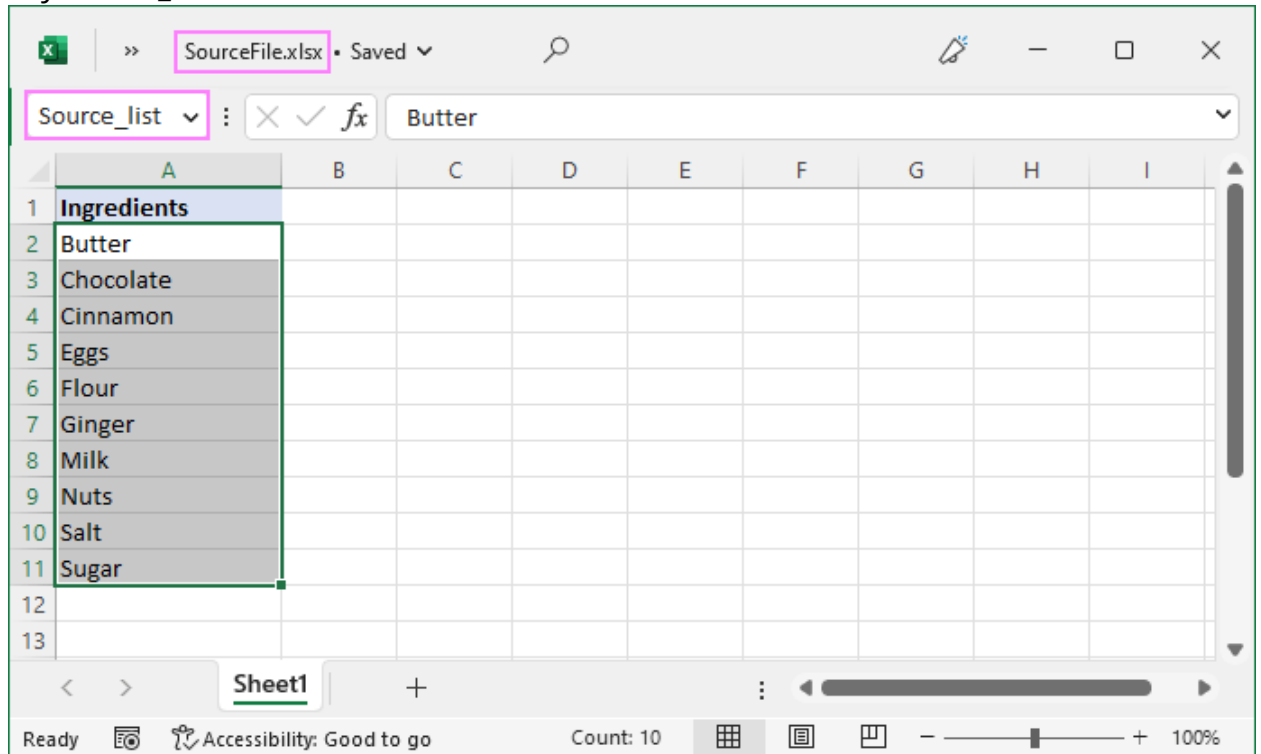 SourceFile.xlsx • Saved
Source_list fx Butter
A B C D E F G H I
1 Ingredients
2 Butter
3 Chocolate
4 Cinnamon
5 Eggs
6 Flour
7 Ginger
8 Milk
9 Nuts
10 Salt
11 Sugar
12
13
Sheet1
Ready Accessibility: Good to go Count: 10 100%